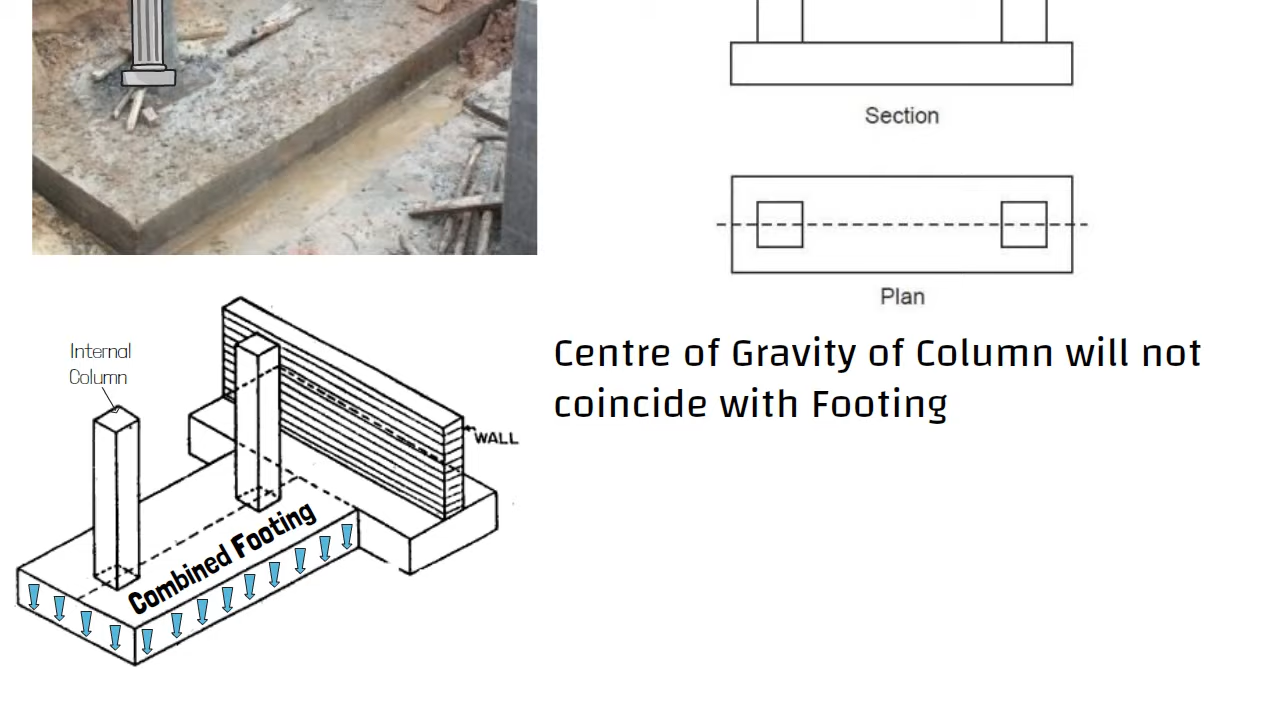 Section
Plan
Centre of Gravity of Column will not
coincide with Footing
Internal
Column
WALL
Combined Footing